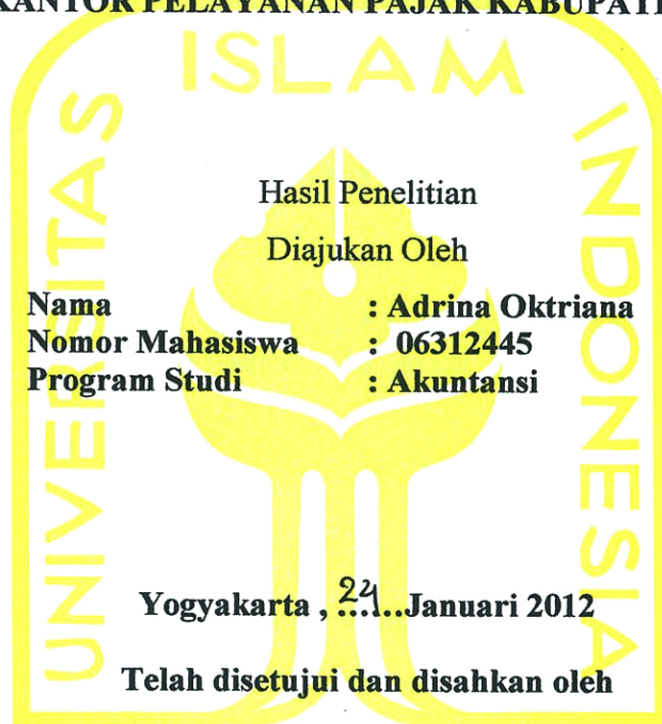 KANTOR PELAYANAN PAJAK KABUPATE
UNIVERSITAS ISLAM INDONESIA
Hasil Penelitian
Diajukan Oleh
Nama : Adrina Oktriana
Nomor Mahasiswa : 06312445
Program Studi : Akuntansi
Yogyakarta , 24...Januari 2012
Telah disetujui dan disahkan oleh